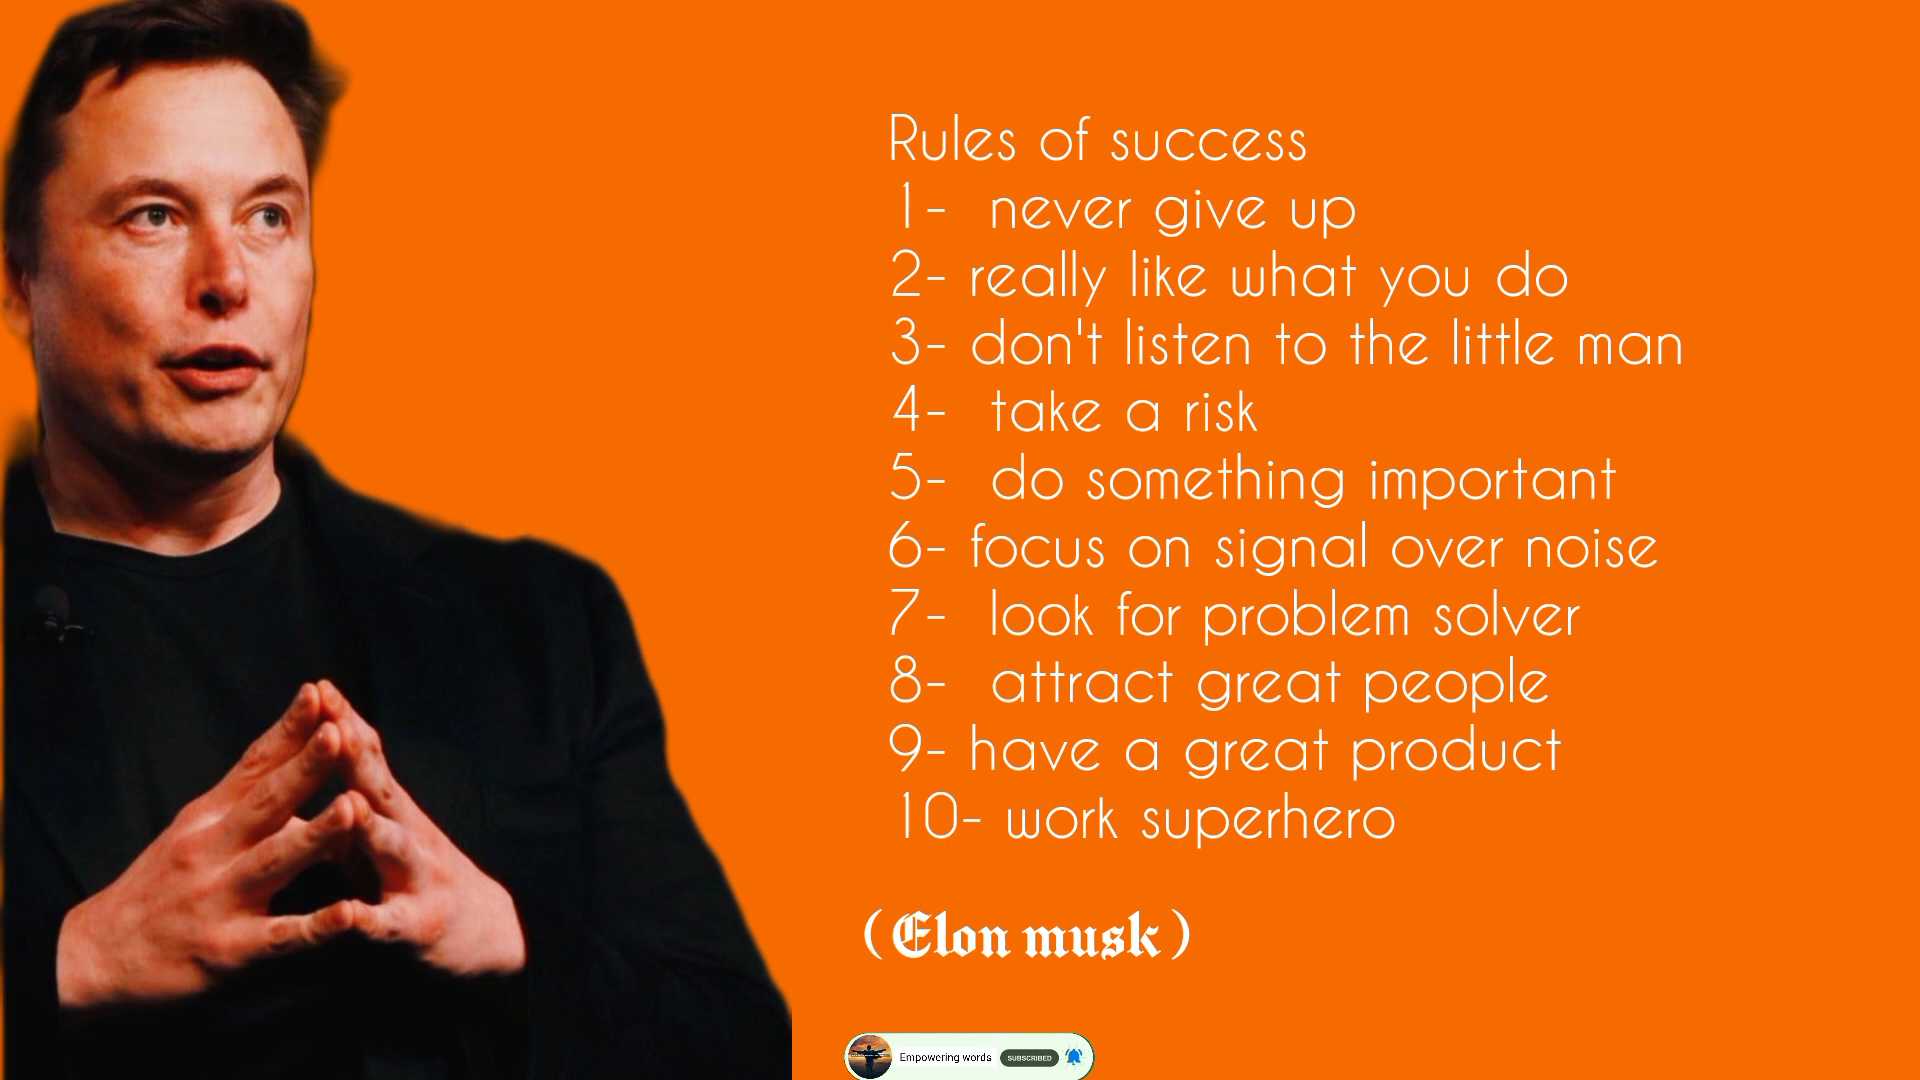 Rules of success
1- never give up
2- really like what you do
3- don't listen to the little man
4- take a risk
5- do something important
6- focus on signal over noise
7- look for problem solver
8- attract great people
9- have a great product
10- work superhero
(Elon musk)
Empowering words SUBSCRIBED